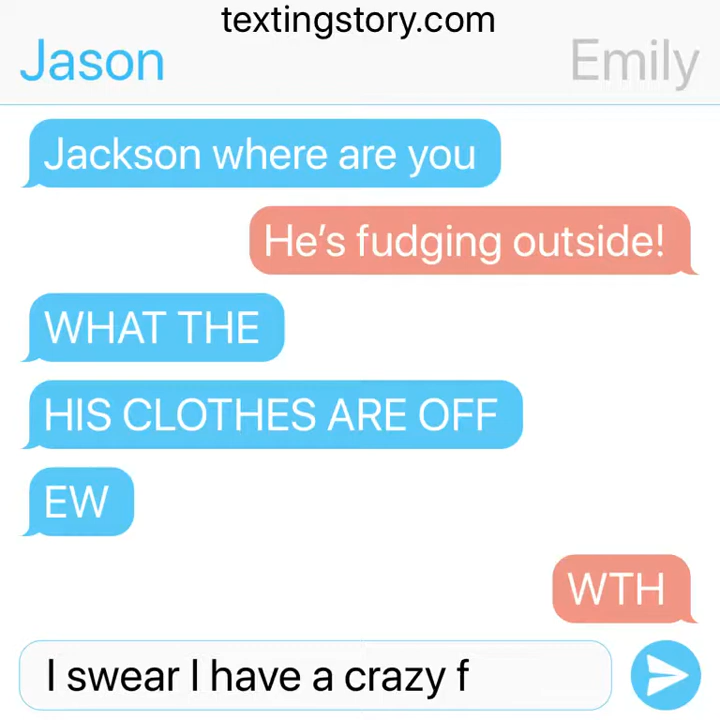 textingstory.com
Jason
Emily
Jackson where are you
He’s fudging outside!
WHAT THE
HIS CLOTHES ARE OFF
EW
WTH
I swear I have a crazy f